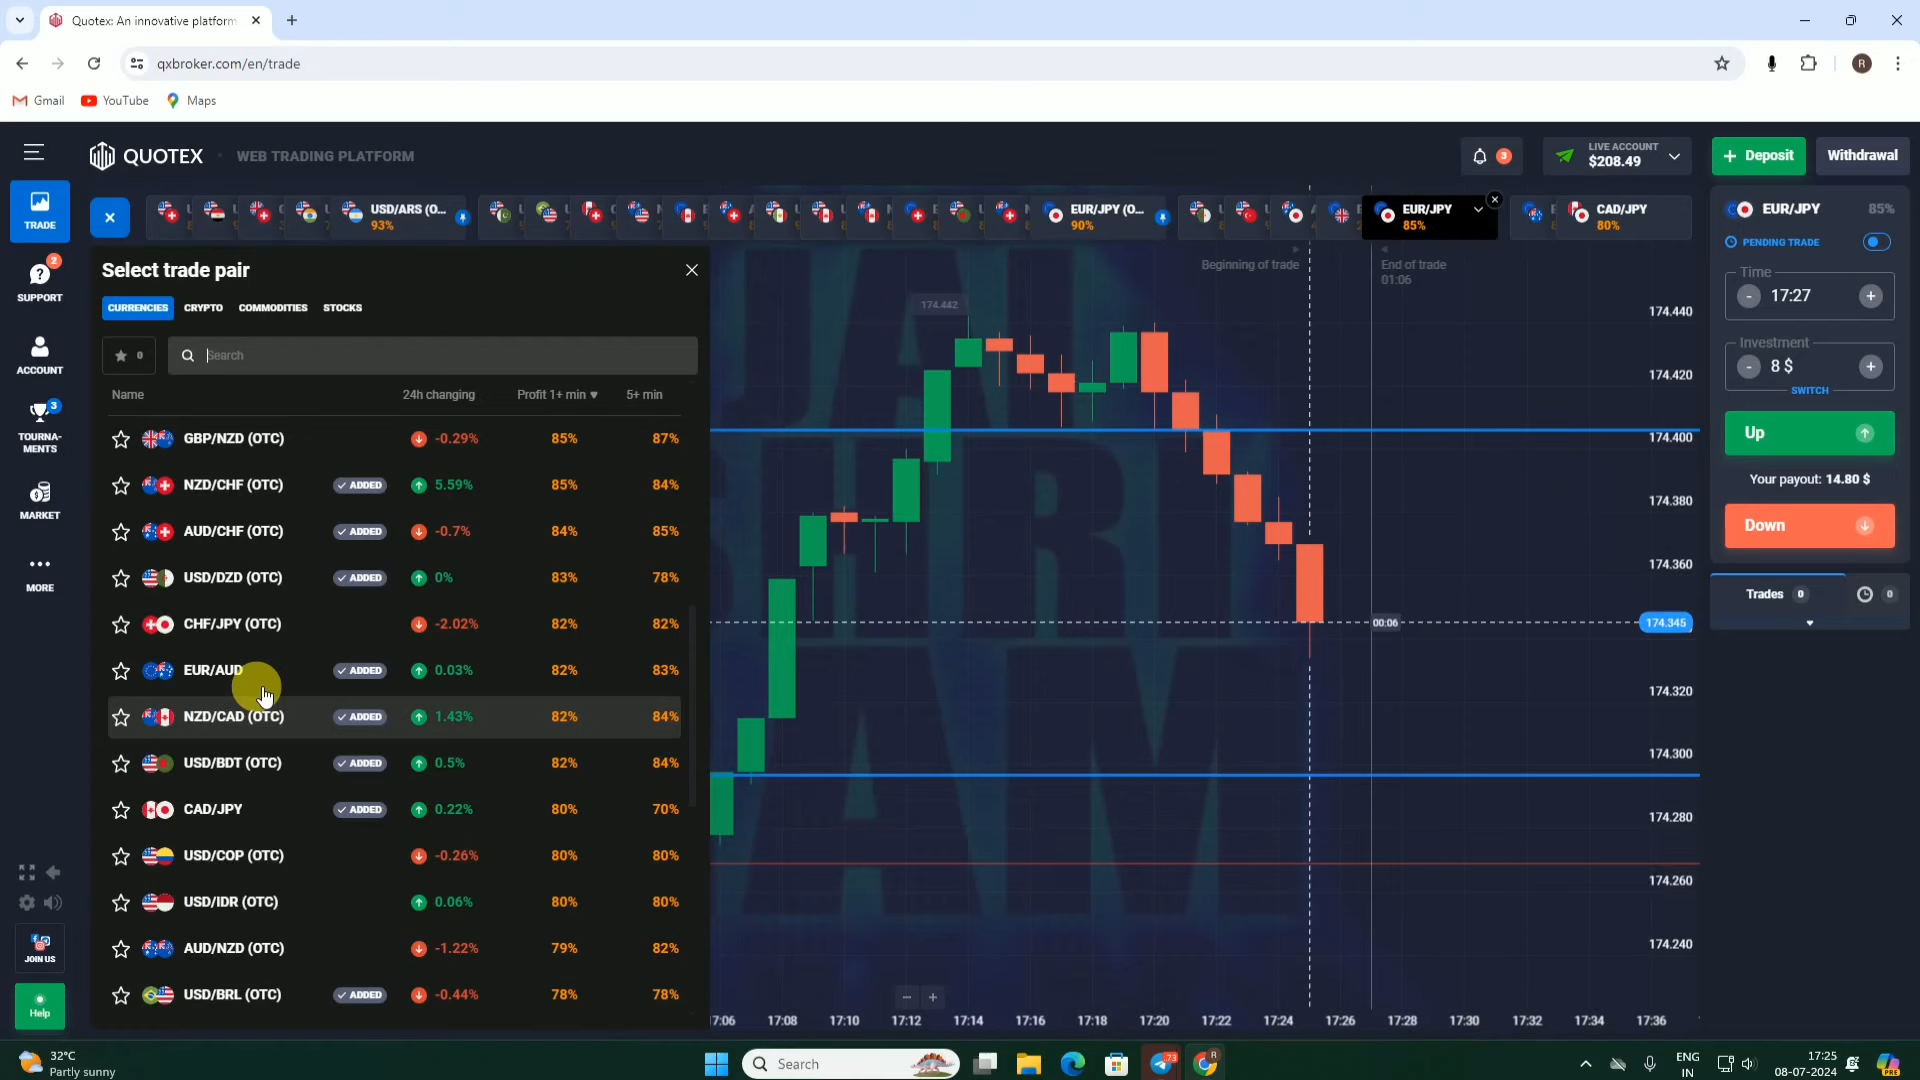 Quotex: An innovative platform
qxbroker.com/en/trade
R
Gmail
YouTube
Maps
QUOTEX
WEB TRADING PLATFORM
3
LIVE ACCOUNT
$208.49
+ Deposit
Withdrawal
TRADE
2
SUPPORT
ACCOUNT
3
TOURNA-
MENTS
MARKET
MORE
JOIN US
Help
USD/ARS (O...
93%
EUR/JPY (O...
90%
EUR/JPY
85%
CAD/JPY
80%
Select trade pair
CURRENCIES CRYPTO COMMODITIES STOCKS
0
Search
Name 24h changing Profit 1+ min 5+ min
GBP/NZD (OTC) -0.29% 85% 87%
NZD/CHF (OTC) ADDED 5.59% 85% 84%
AUD/CHF (OTC) ADDED -0.7% 84% 85%
USD/DZD (OTC) ADDED 0% 83% 78%
CHF/JPY (OTC) -2.02% 82% 82%
EUR/AUD ADDED 0.03% 82% 83%
NZD/CAD (OTC) ADDED 1.43% 82% 84%
USD/BDT (OTC) ADDED 0.5% 82% 84%
CAD/JPY ADDED 0.22% 80% 70%
USD/COP (OTC) -0.26% 80% 80%
USD/IDR (OTC) 0.06% 80% 80%
AUD/NZD (OTC) -1.22% 79% 82%
USD/BRL (OTC) ADDED -0.44% 78% 78%
Beginning of trade
End of trade
01:06
174.442
174.440
174.420
174.400
174.380
174.360
00:06
174.345
174.320
174.300
174.280
174.260
174.240
7:06 17:08 17:10 17:12 17:14 17:16 17:18 17:20 17:22 17:24 17:26 17:28 17:30 17:32 17:34 17:36
EUR/JPY 85%
PENDING TRADE
Time
- 17:27 +
Investment
- 8 $ +
SWITCH
Up
Your payout: 14.80 $
Down
Trades 0
0
32°C
Partly sunny
Search
73
R
ENG
IN
17:25
08-07-2024
PRE